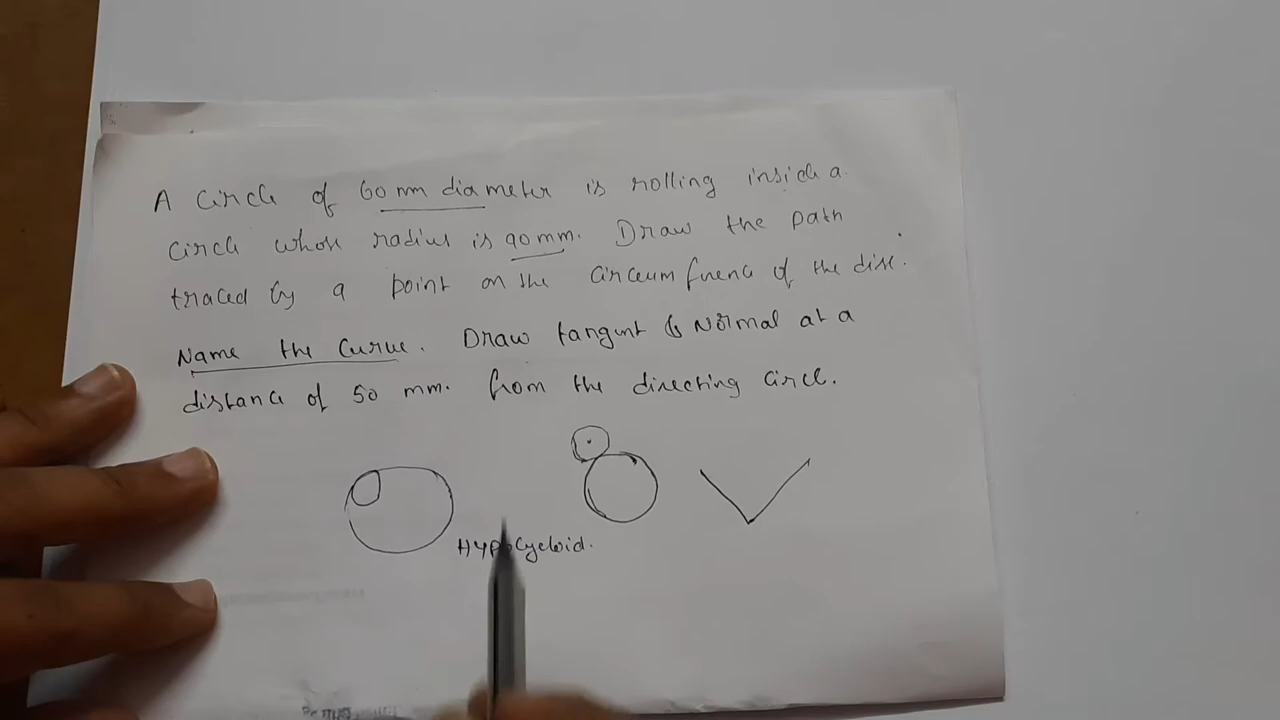 A Circle of 60 mm diameter is rolling inside a
circle whose radius is 90mm. Draw the path
traced by a point on the circumference of the disc.
Name the Curve. Draw tangent & Normal at a
distance of 50 mm. from the directing circle.
Hypocycloid.